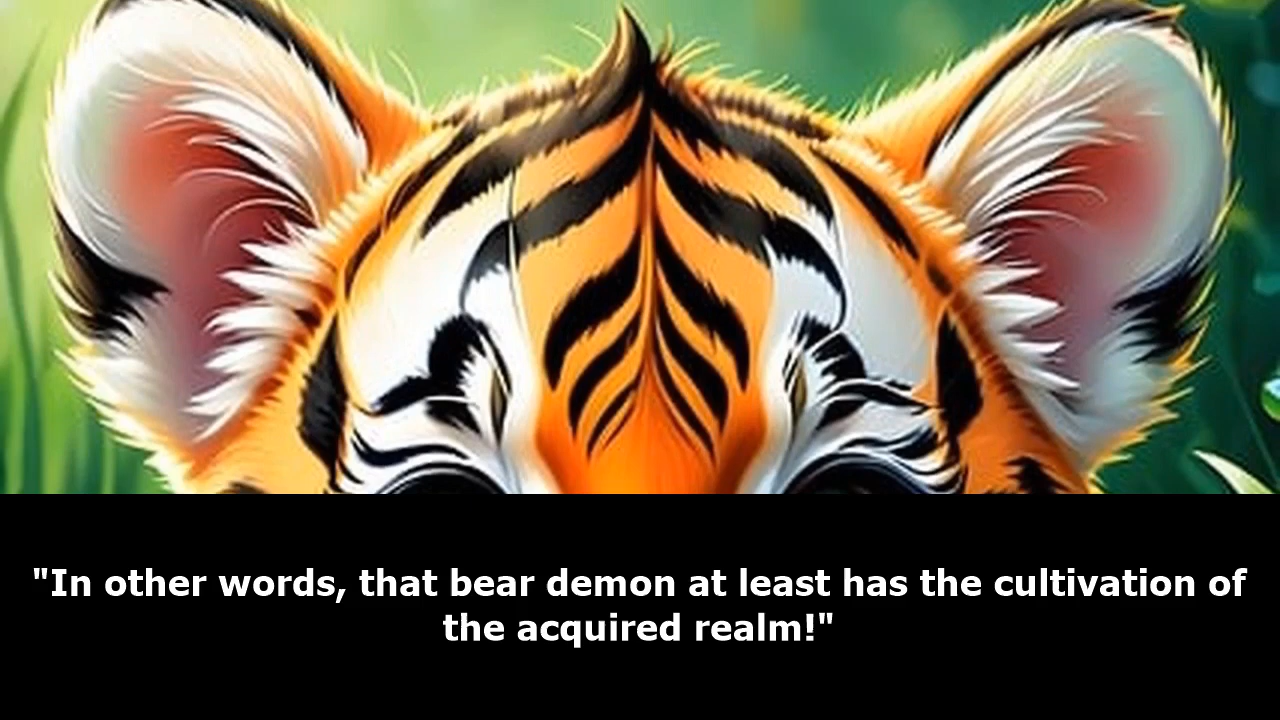 "In other words, that bear demon at least has the cultivation of
the acquired realm!"